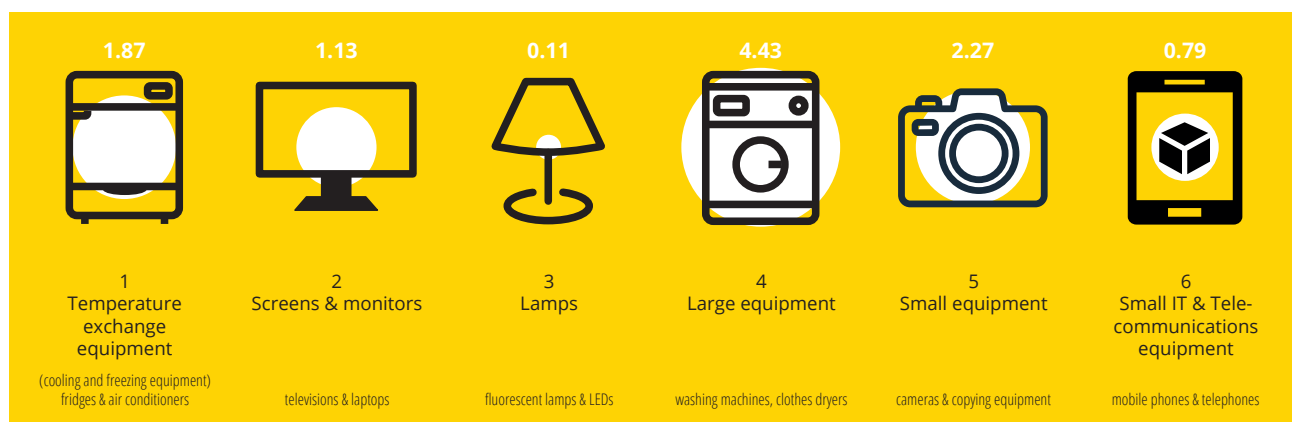 1.87
1.13
0.11
4.43
2.27
0.79
1
Temperature
exchange
equipment
(cooling and freezing equipment)
fridges & air conditioners
2
Screens & monitors
televisions & laptops
3
Lamps
fluorescent lamps & LEDs
4
Large equipment
washing machines, clothes dryers
5
Small equipment
cameras & copying equipment
6
Small IT & Tele-
communications
equipment
mobile phones & telephones